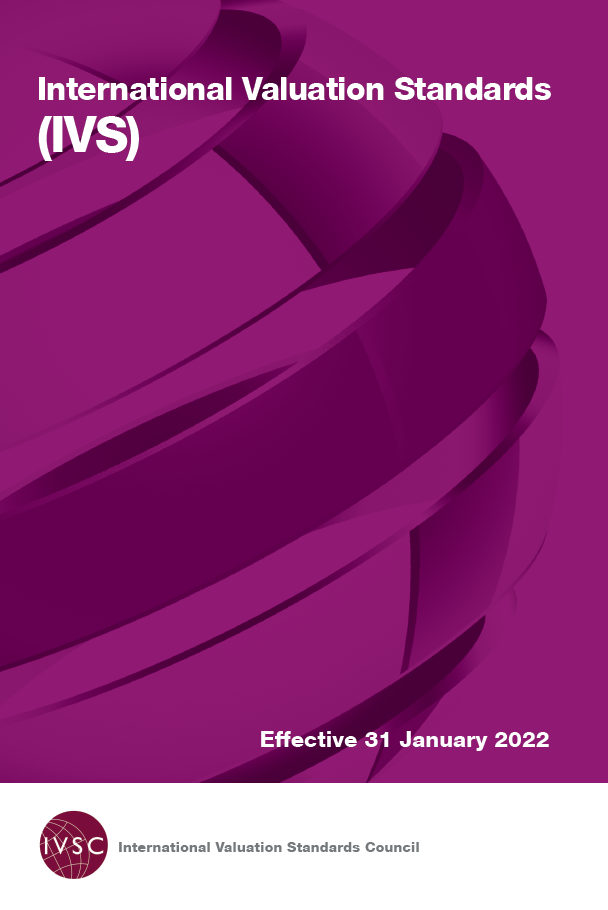 International Valuation Standards
(IVS)
Effective 31 January 2022
IVSC
International Valuation Standards Council